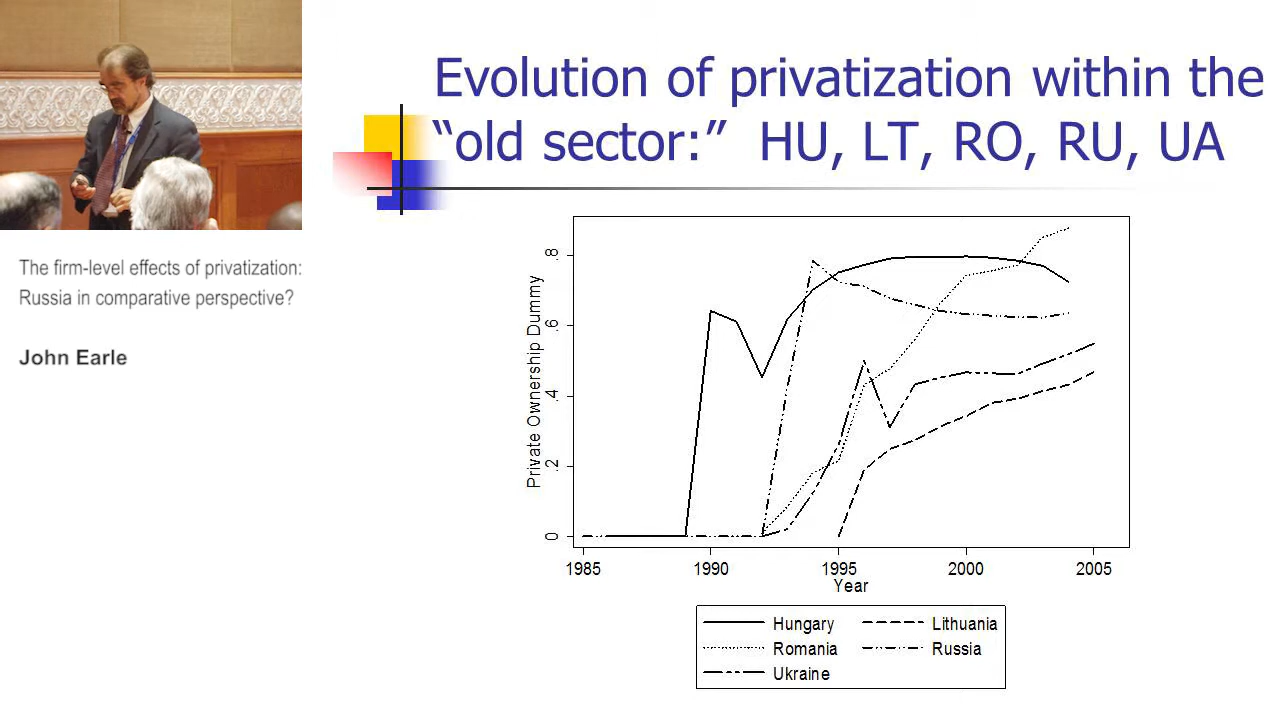 Evolution of privatization within the
“old sector:” HU, LT, RO, RU, UA
The firm-level effects of privatization:
Russia in comparative perspective?
John Earle
Private Ownership Dummy
.8
.6
.4
.2
0
1985 1990 1995 2000 2005
Year
Hungary Lithuania
Romania Russia
Ukraine